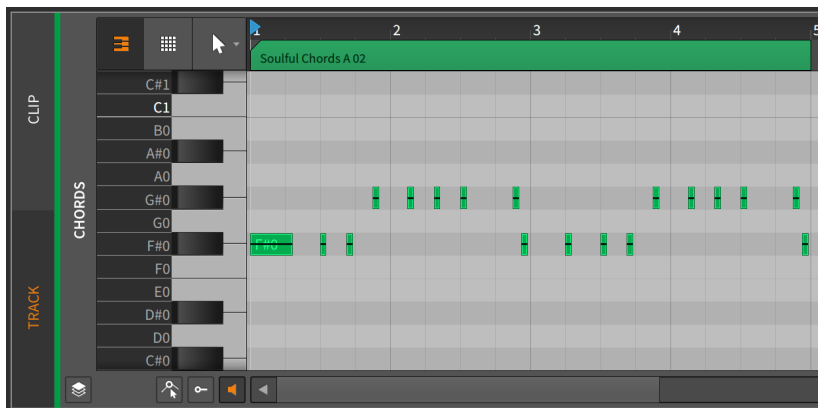 1
2
3
4
5
Soulful Chords A 02
CLIP
TRACK
CHORDS
C#1
C1
B0
A#0
A0
G#0
G0
F#0
F#0
F0
E0
D#0
D0
C#0